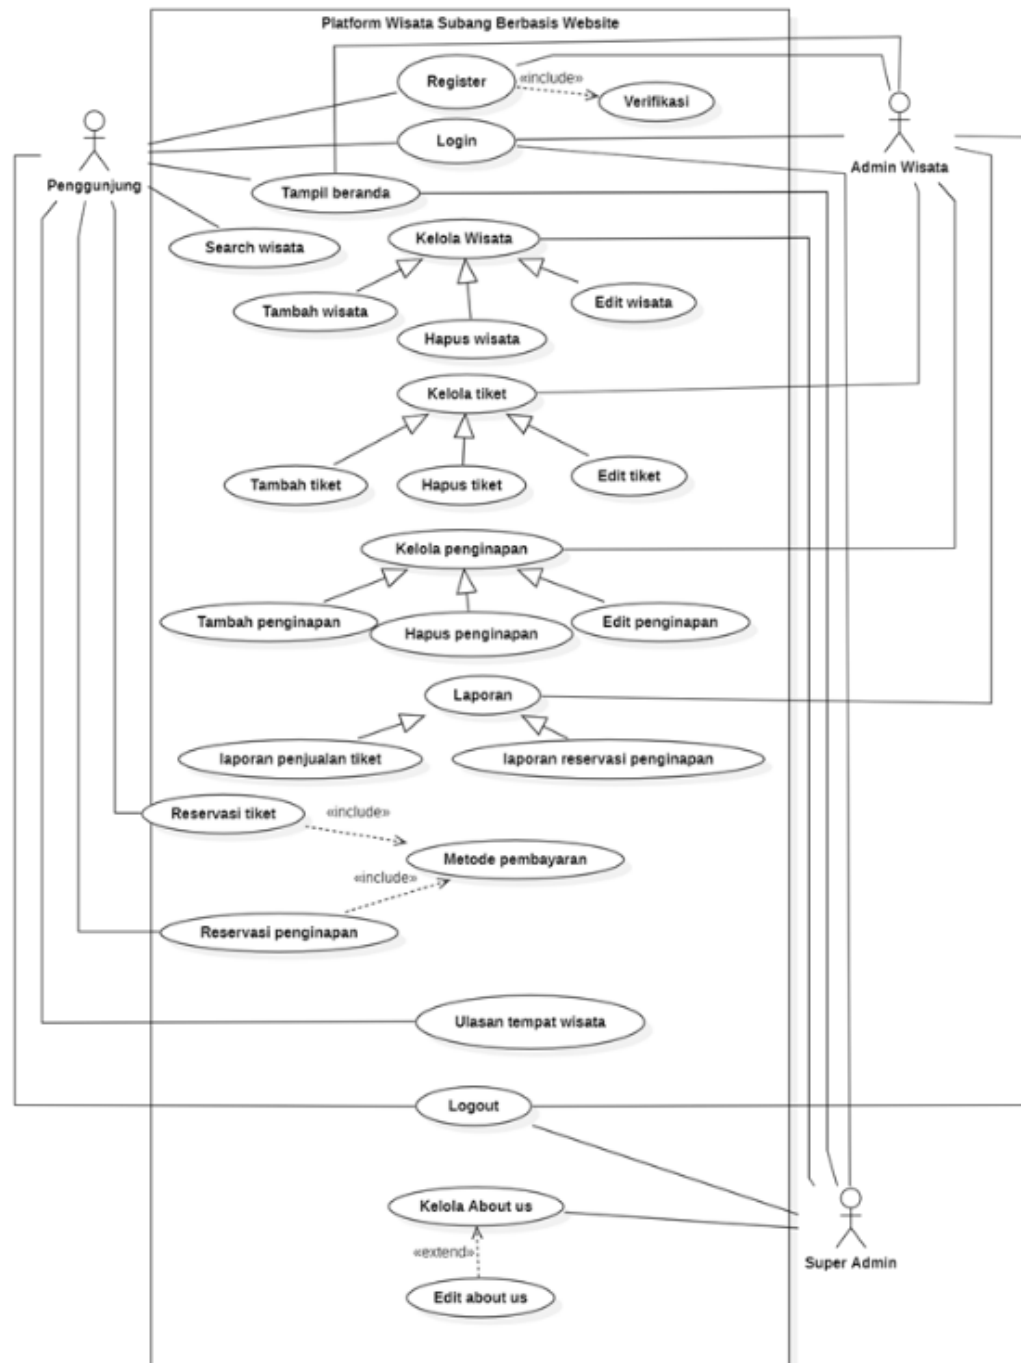 Platform Wisata Subang Berbasis Website
Register
«include»
Verifikasi
Login
Penggunjung
Admin Wisata
Tampil beranda
Search wisata
Kelola Wisata
Tambah wisata
Edit wisata
Hapus wisata
Kelola tiket
Tambah tiket
Hapus tiket
Edit tiket
Kelola penginapan
Tambah penginapan
Hapus penginapan
Edit penginapan
Laporan
laporan penjualan tiket
laporan reservasi penginapan
Reservasi tiket
«include»
Metode pembayaran
«include»
Reservasi penginapan
Ulasan tempat wisata
Logout
Kelola About us
«extend»
Super Admin
Edit about us